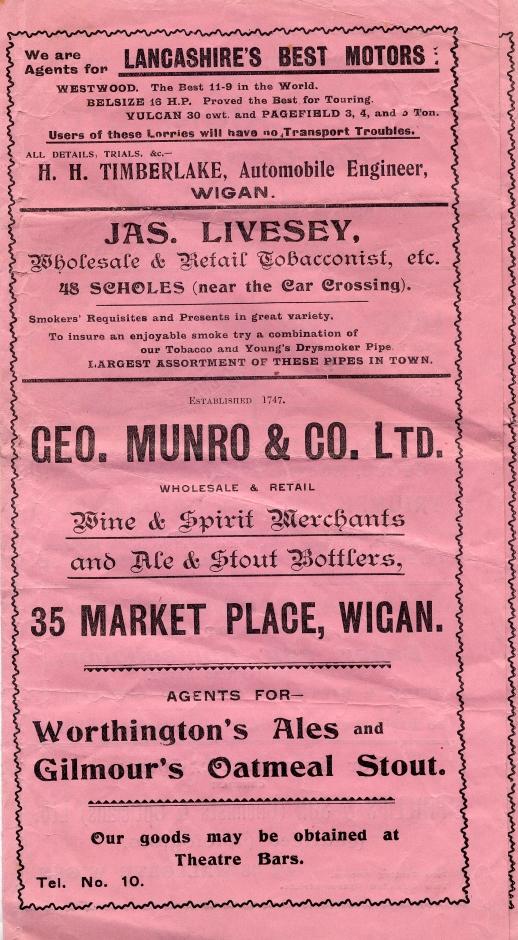 We are
Agents for LANCASHIRE'S BEST MOTORS:
WESTWOOD. The Best 11-9 in the World.
BELSIZE 16 H.P. Proved the Best for Touring.
VULCAN 30 cwt. and PAGEFIELD 3, 4, and 5 Ton.
Users of these Lorries will have no Transport Troubles.
ALL DETAILS, TRIALS, &c.—
H. H. TIMBERLAKE, Automobile Engineer,
WIGAN.
JAS. LIVESEY,
Wholesale & Retail Tobacconist, etc.
48 SCHOLES (near the Car Crossing).
Smokers' Requisites and Presents in great variety.
To insure an enjoyable smoke try a combination of
our Tobacco and Young's Drysmoker Pipe.
LARGEST ASSORTMENT OF THESE PIPES IN TOWN.
ESTABLISHED 1747.
GEO. MUNRO & CO. LTD.
WHOLESALE & RETAIL
Wine & Spirit Merchants
and Ale & Stout Bottlers,
35 MARKET PLACE, WIGAN.
AGENTS FOR—
Worthington's Ales and
Gilmour's Oatmeal Stout.
Our goods may be obtained at
Theatre Bars.
Tel. No. 10.